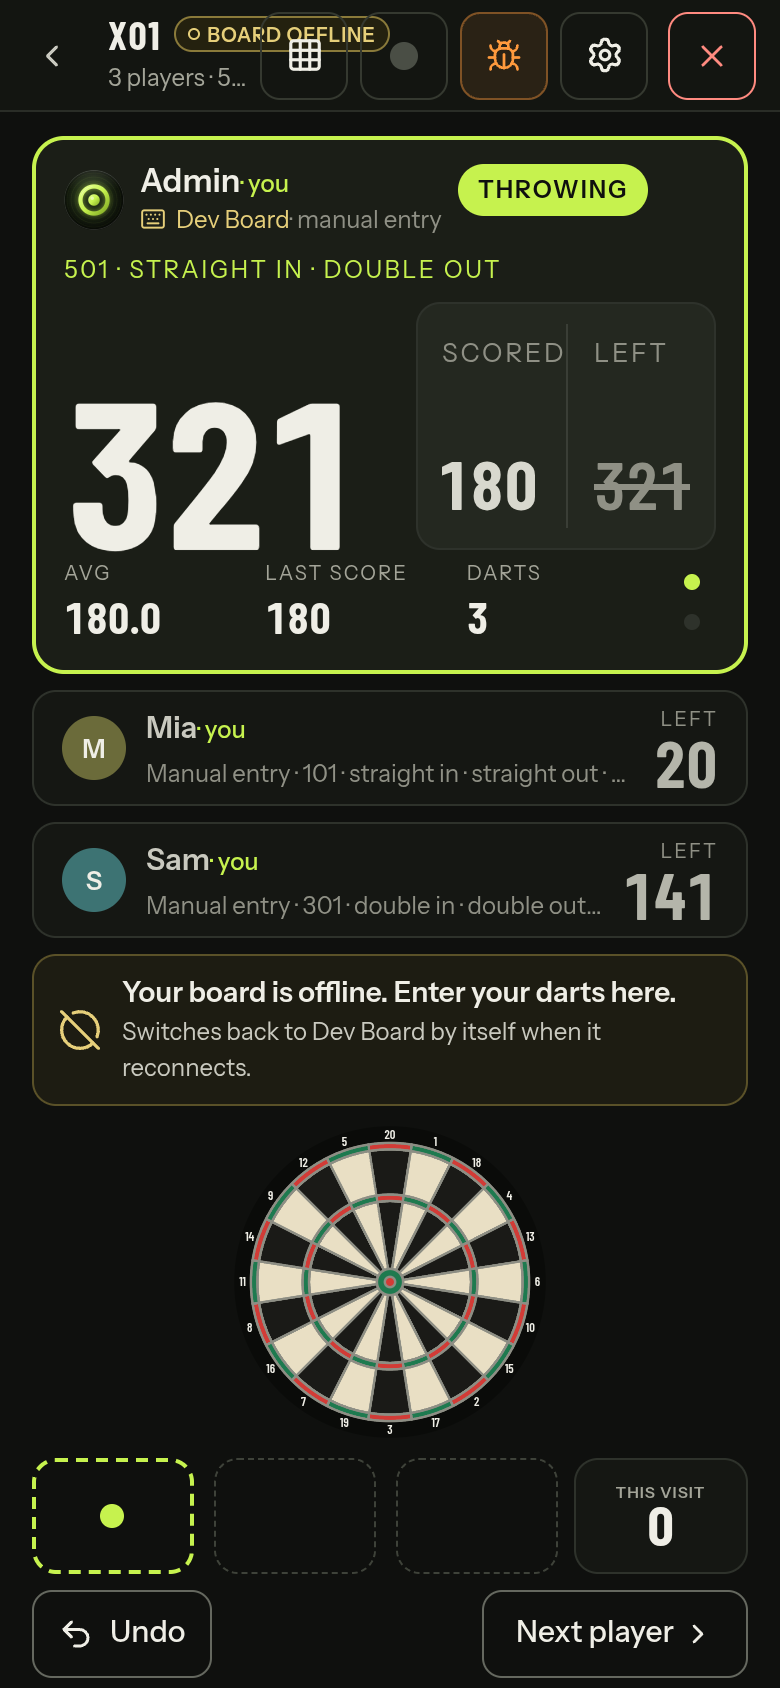 X01
BOARD OFFLINE
3 players · 5...
Admin · you
THROWING
Dev Board · manual entry
501 · STRAIGHT IN · DOUBLE OUT
SCORED LEFT
321
180 321
AVG LAST SCORE DARTS
180.0 180 3
M
Mia · you
Manual entry · 101 · straight in · straight out · ...
LEFT
20
S
Sam · you
Manual entry · 301 · double in · double out...
LEFT
141
Your board is offline. Enter your darts here.
Switches back to Dev Board by itself when it
reconnects.
20
5 1
12 18
9 4
14 13
11 6
8 10
16 15
7 2
19 17
3
THIS VISIT
0
Undo
Next player